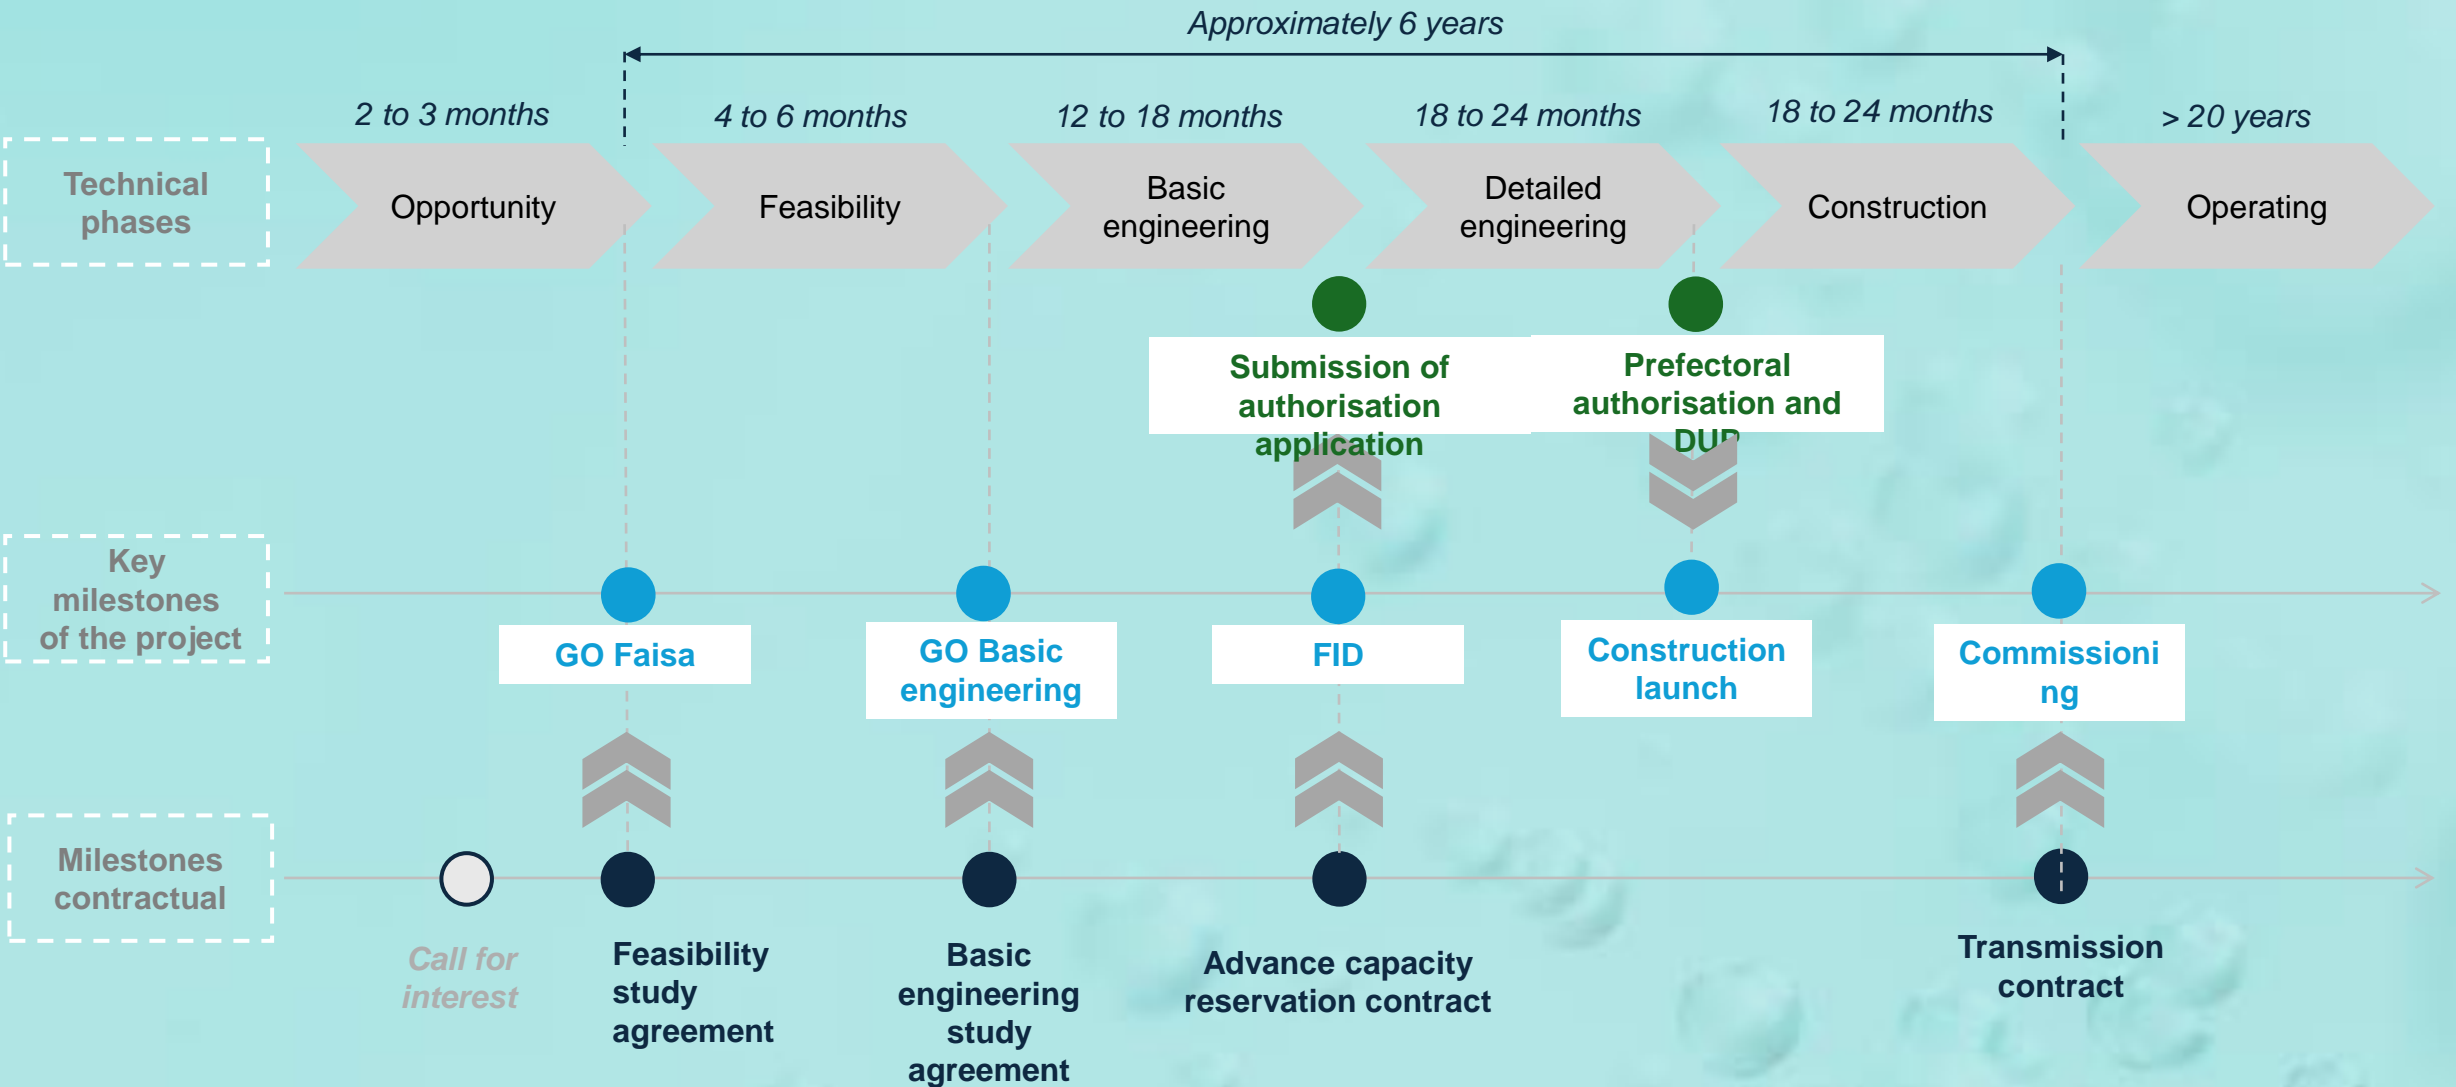 Approximately 6 years
2 to 3 months
4 to 6 months
12 to 18 months
18 to 24 months
18 to 24 months
> 20 years
Technical
phases
Opportunity
Feasibility
Basic
engineering
Detailed
engineering
Construction
Operating
Submission of
authorisation
application
Prefectoral
authorisation and
DUP
Key
milestones
of the project
GO Faisa
GO Basic
engineering
FID
Construction
launch
Commissioni
ng
Milestones
contractual
Call for
interest
Feasibility
study
agreement
Basic
engineering
study
agreement
Advance capacity
reservation contract
Transmission
contract